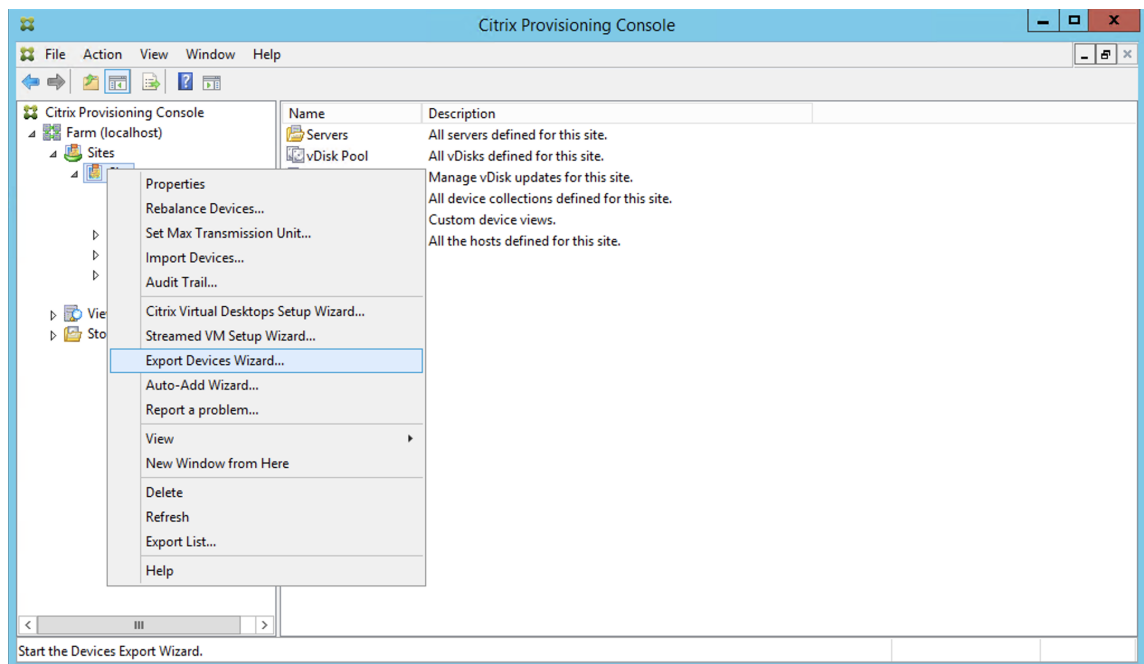 Citrix Provisioning Console
File Action View Window Help
Citrix Provisioning Console
Farm (localhost)
Sites
Name Description
Servers All servers defined for this site.
vDisk Pool All vDisks defined for this site.
Manage vDisk updates for this site.
All device collections defined for this site.
Custom device views.
All the hosts defined for this site.
Vie
Sto
Properties
Rebalance Devices...
Set Max Transmission Unit...
Import Devices...
Audit Trail...
Citrix Virtual Desktops Setup Wizard...
Streamed VM Setup Wizard...
Export Devices Wizard...
Auto-Add Wizard...
Report a problem...
View
New Window from Here
Delete
Refresh
Export List...
Help
Start the Devices Export Wizard.